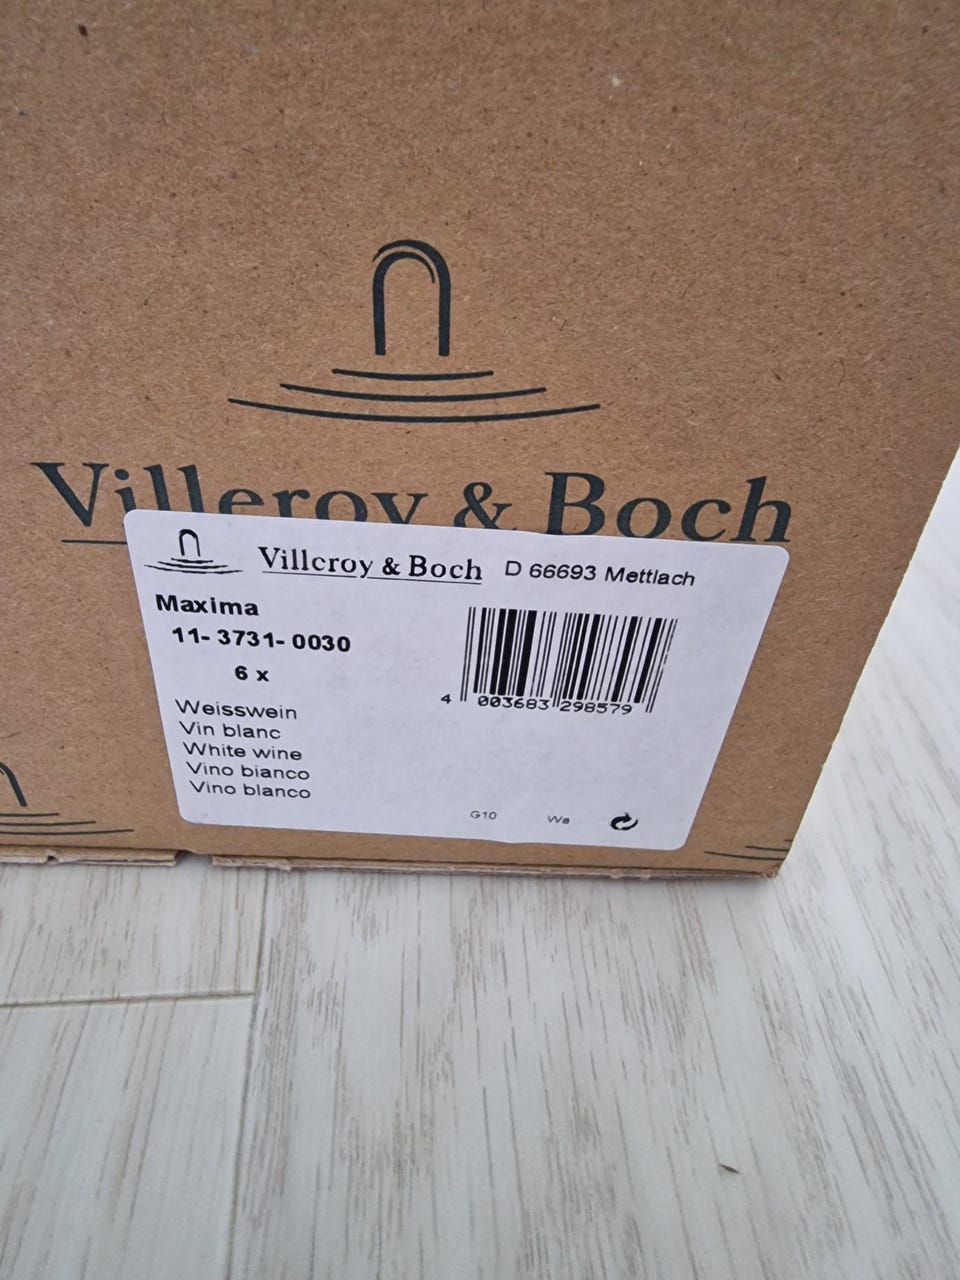 Villeroy & Boch
Villeroy & Boch D 66693 Mettlach
Maxima
11- 3731- 0030
6 x
4 003683 298579
Weisswein
Vin blanc
White wine
Vino bianco
Vino blanco
G10 We